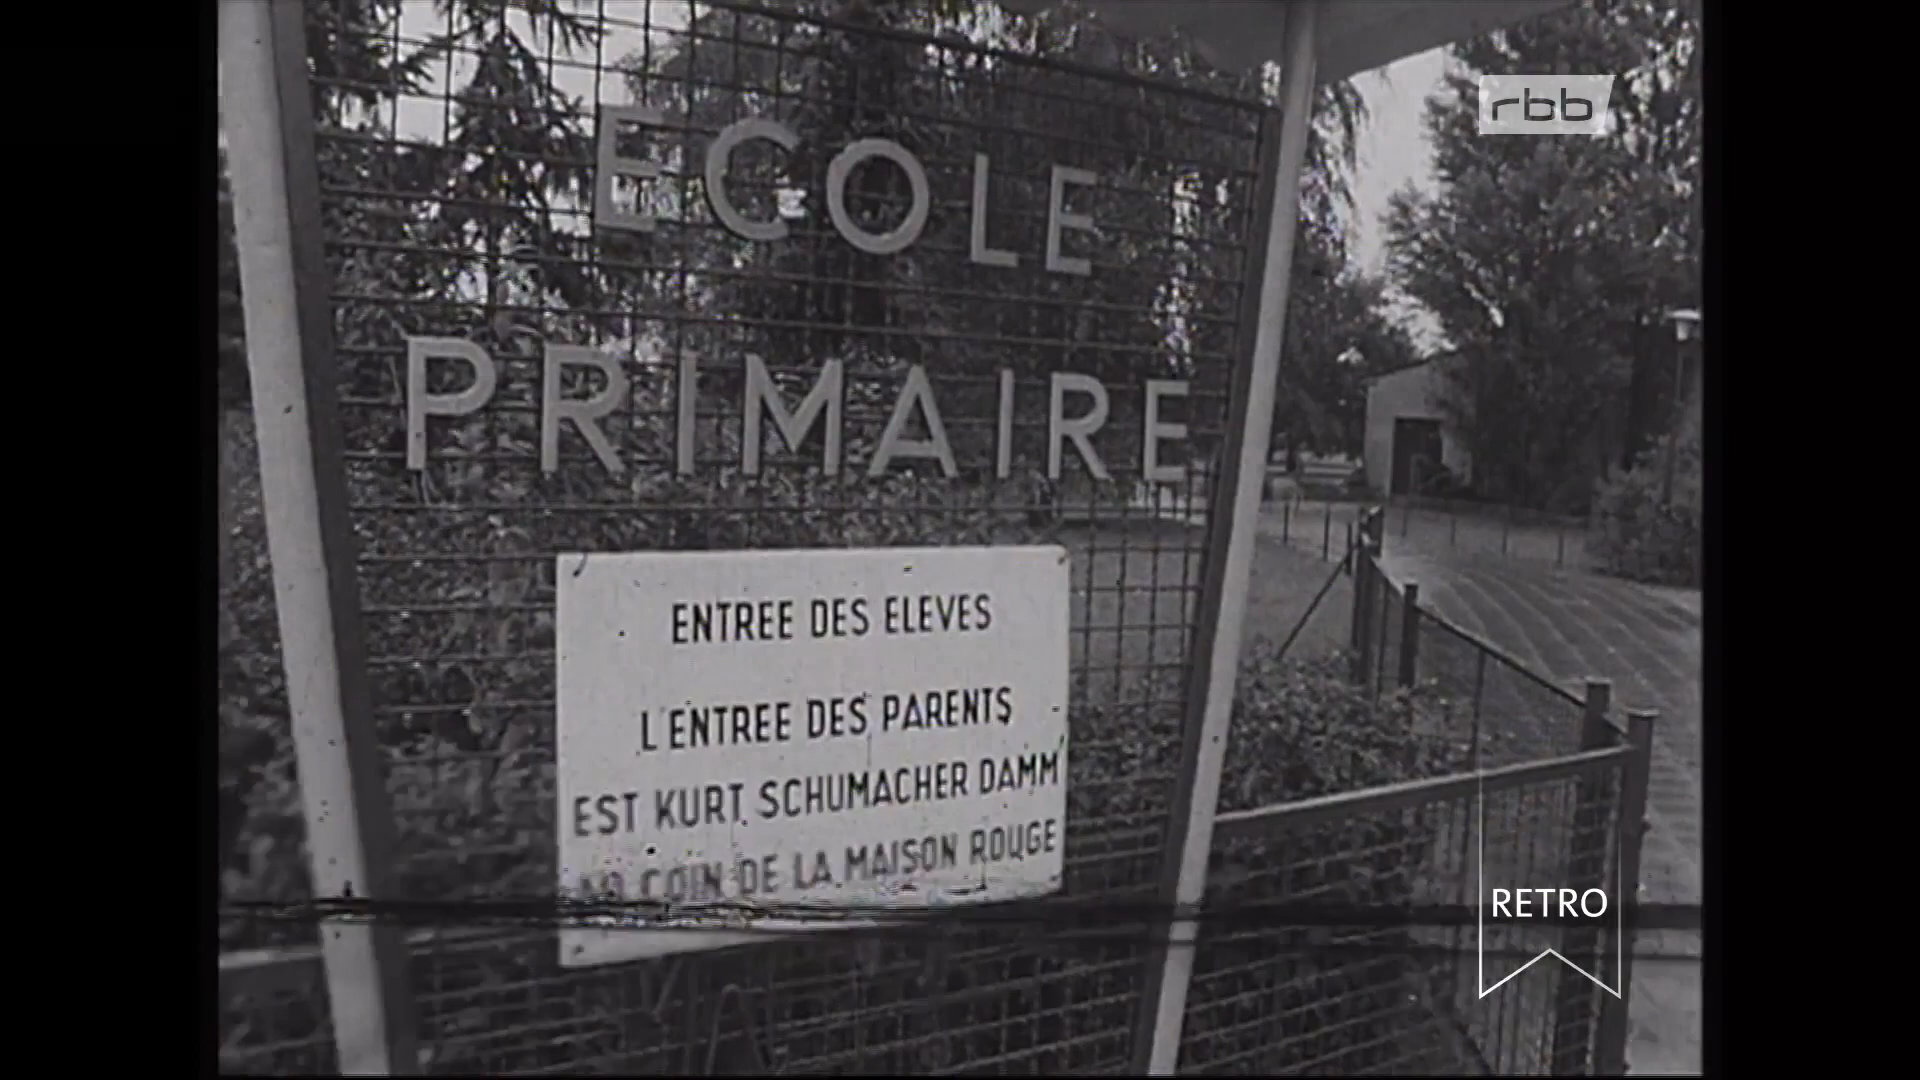 rbb
ECOLE
PRIMAIRE
ENTREE DES ELEVES
L'ENTREE DES PARENTS
EST KURT SCHUMACHER DAMM
COIN DE LA MAISON ROUGE
RETRO